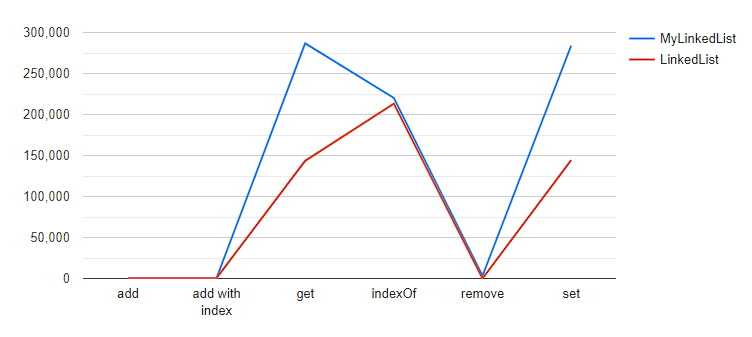 300,000
250,000
200,000
150,000
100,000
50,000
0
add
add with
index
get
indexOf
remove
set
MyLinkedList
LinkedList